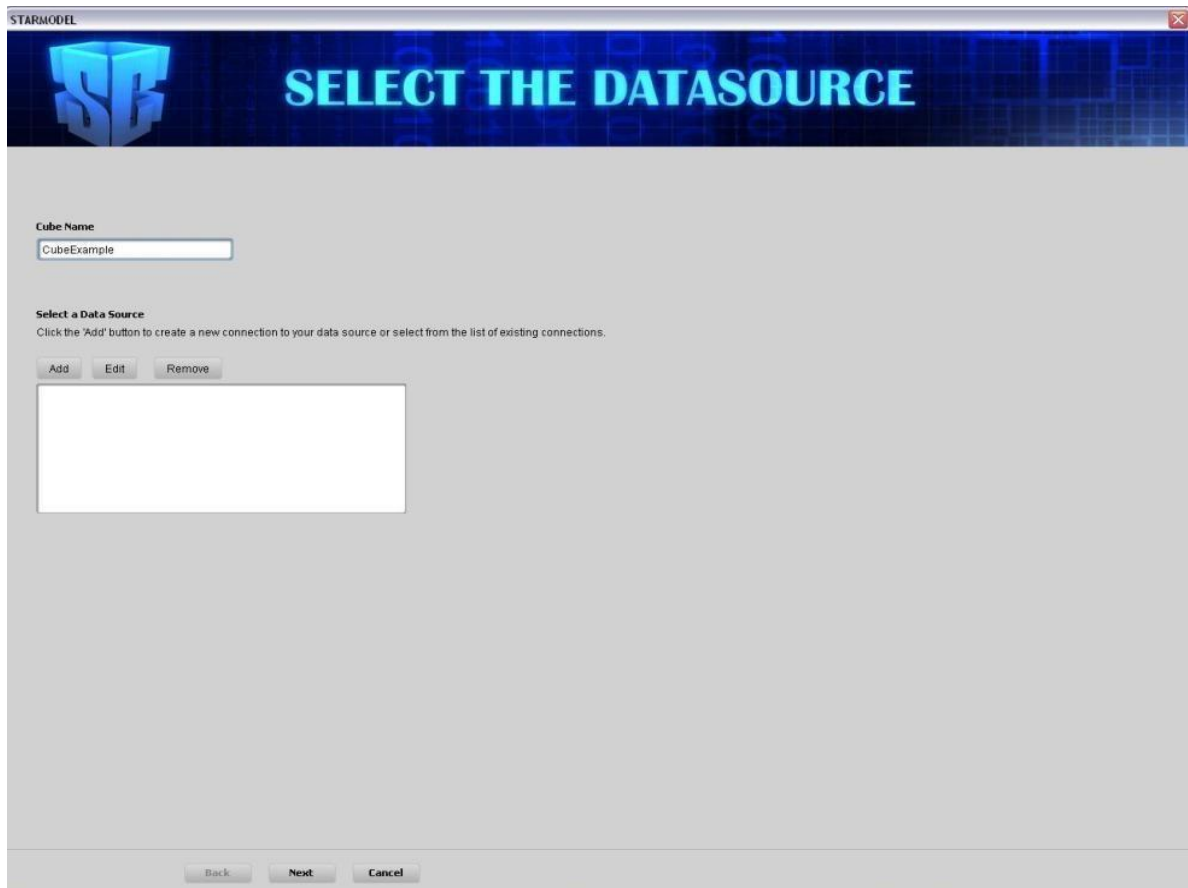 STARMODEL
SELECT THE DATASOURCE
Cube Name
CubeExample
Select a Data Source
Click the 'Add' button to create a new connection to your data source or select from the list of existing connections.
Add Edit Remove
Back Next Cancel